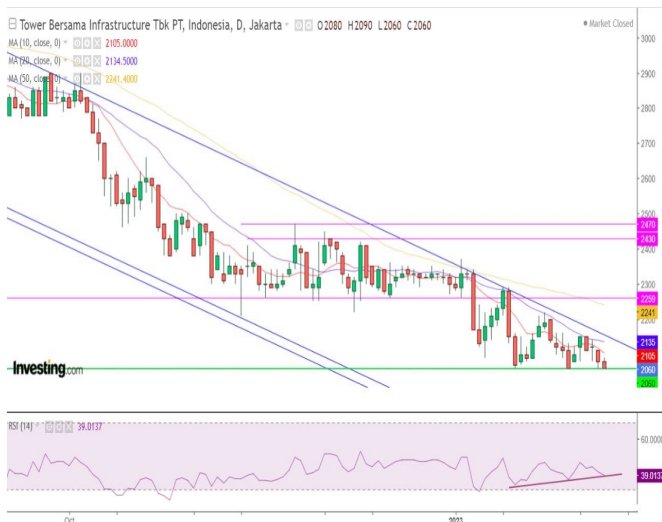 Tower Bersama Infrastructure Tbk PT, Indonesia, D, Jakarta O2080 H2090 L2060 C2060
Market Closed
MA (10, close, 0) 2105.0000
MA (20, close, 0) 2134.5000
MA (50, close, 0) 2241.4000
3000
2900
2800
2700
2600
2500
2470
2430
2400
2300
2259
2241
2200
2135
2105
2060
2050
Investing.com
RSI (14) 39.0137
60.0000
39.0137
Oct
2023